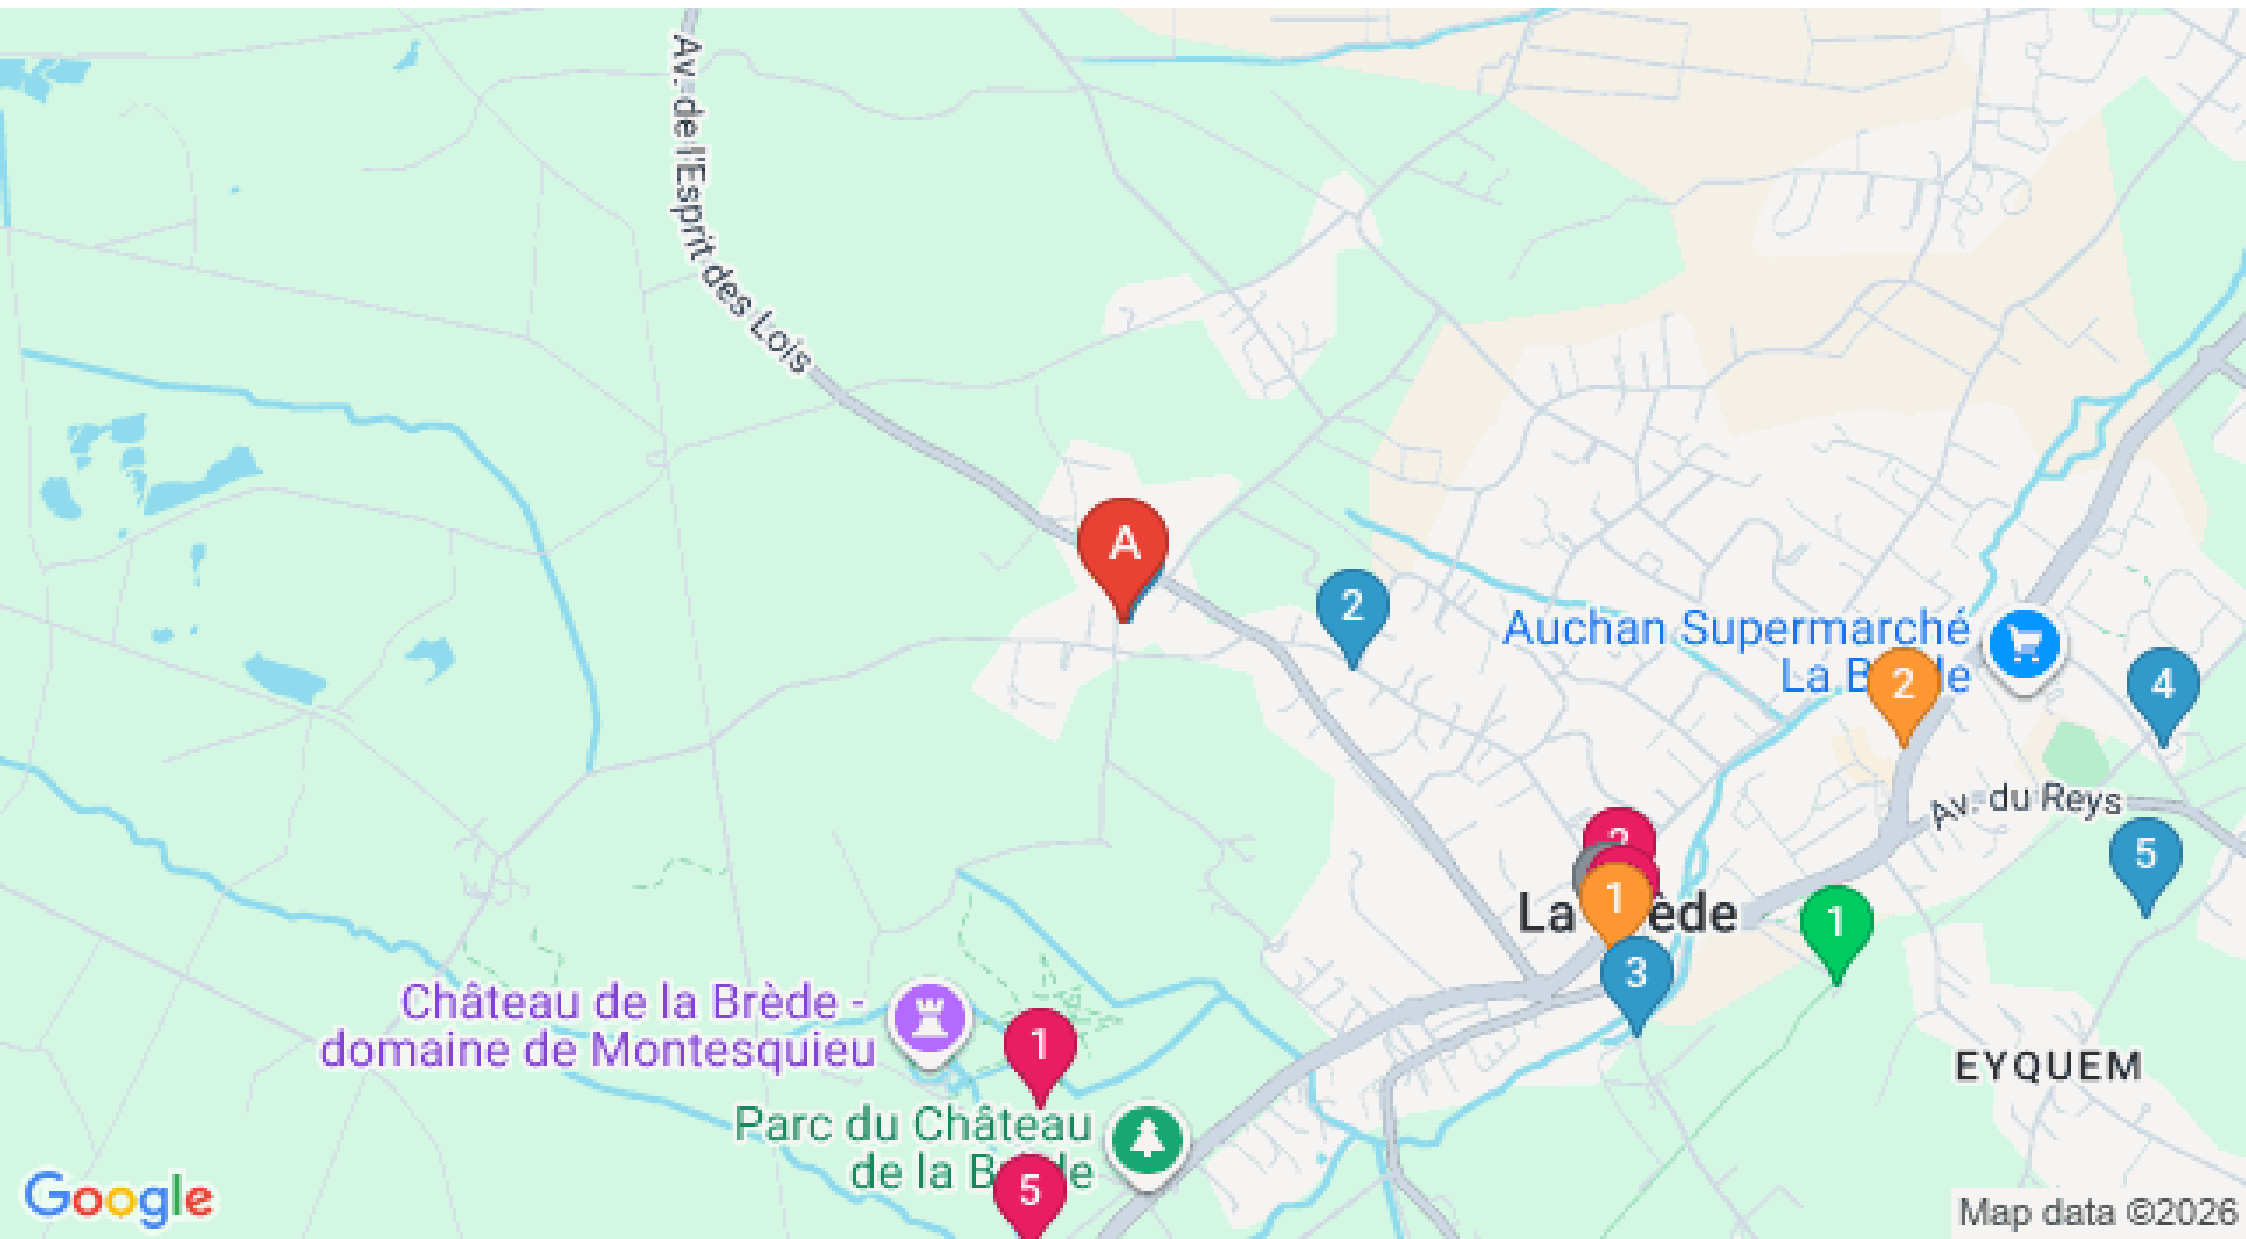 Av. de l'Esprit des Lois
A
2
Auchan Supermarché
La B le
2
4
Av. du Reys
2
5
1
La ède
1
3
Château de la Brède -
domaine de Montesquieu
1
EYQUEM
Parc du Château
de la B e
5
Google
Map data ©2026